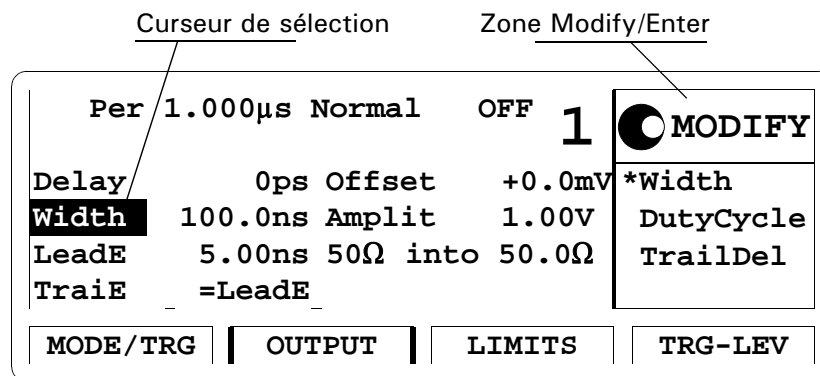 Curseur de sélection Zone Modify/Enter
Per 1.000µs Normal OFF 1 MODIFY
Delay 0ps Offset +0.0mV *Width
Width 100.0ns Amplit 1.00V DutyCycle
LeadE 5.00ns 50Ω into 50.0Ω TrailDel
TraiE =LeadE
MODE/TRG OUTPUT LIMITS TRG-LEV